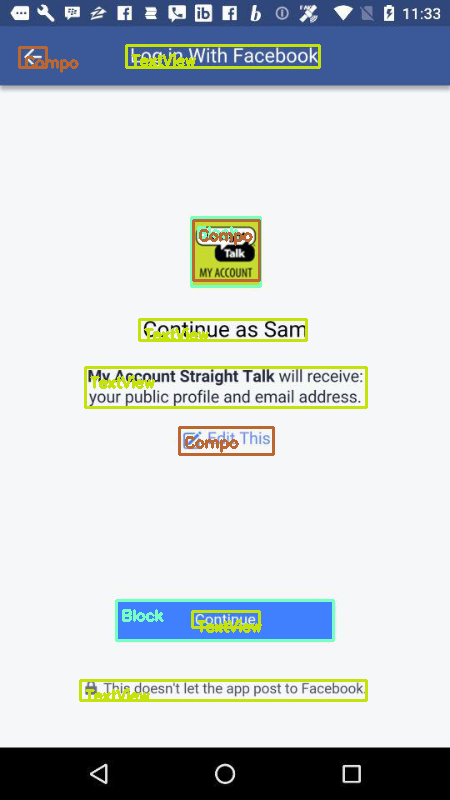 11:33
Compo
Log in With Facebook
TextView
Compo
Talk
MY ACCOUNT
Continue as Sam
TextView
My Account Straight Talk will receive:
TextView
your public profile and email address.
Edit This
Compo
Block
Continue
TextView
This doesn't let the app post to Facebook.
TextView